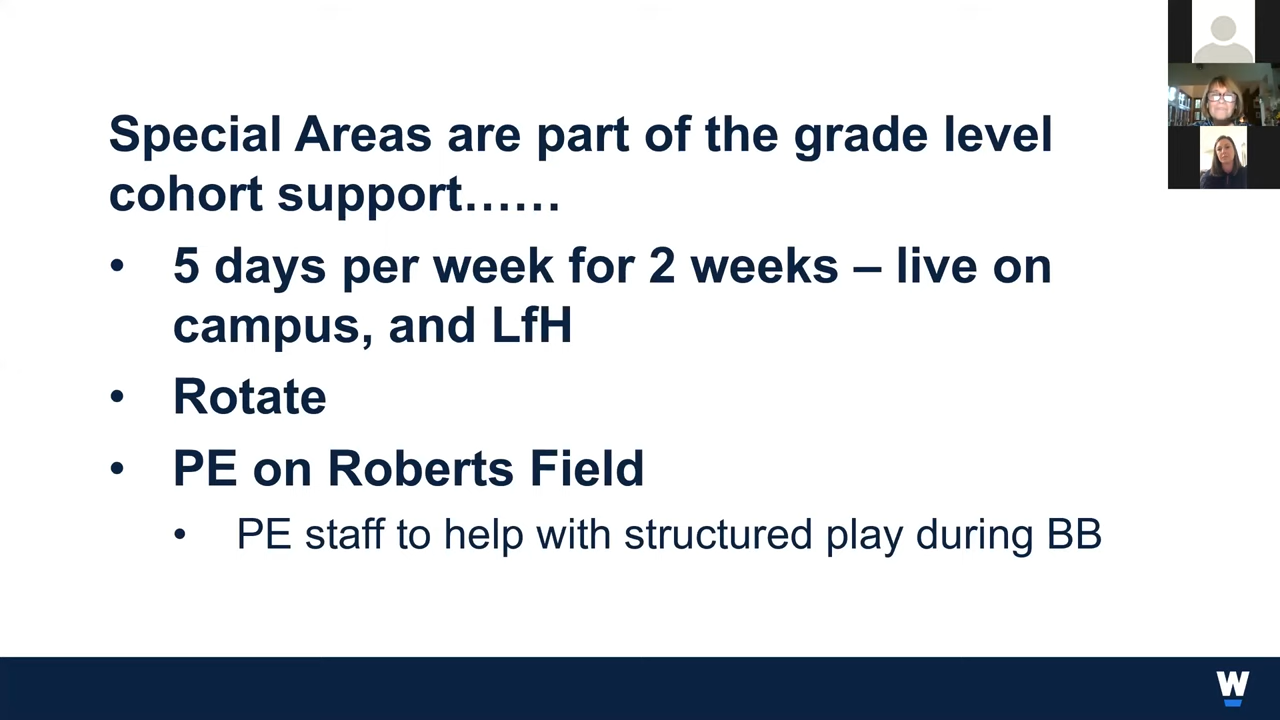 Special Areas are part of the grade level
cohort support......
• 5 days per week for 2 weeks – live on
campus, and LfH
• Rotate
• PE on Roberts Field
• PE staff to help with structured play during BB
W